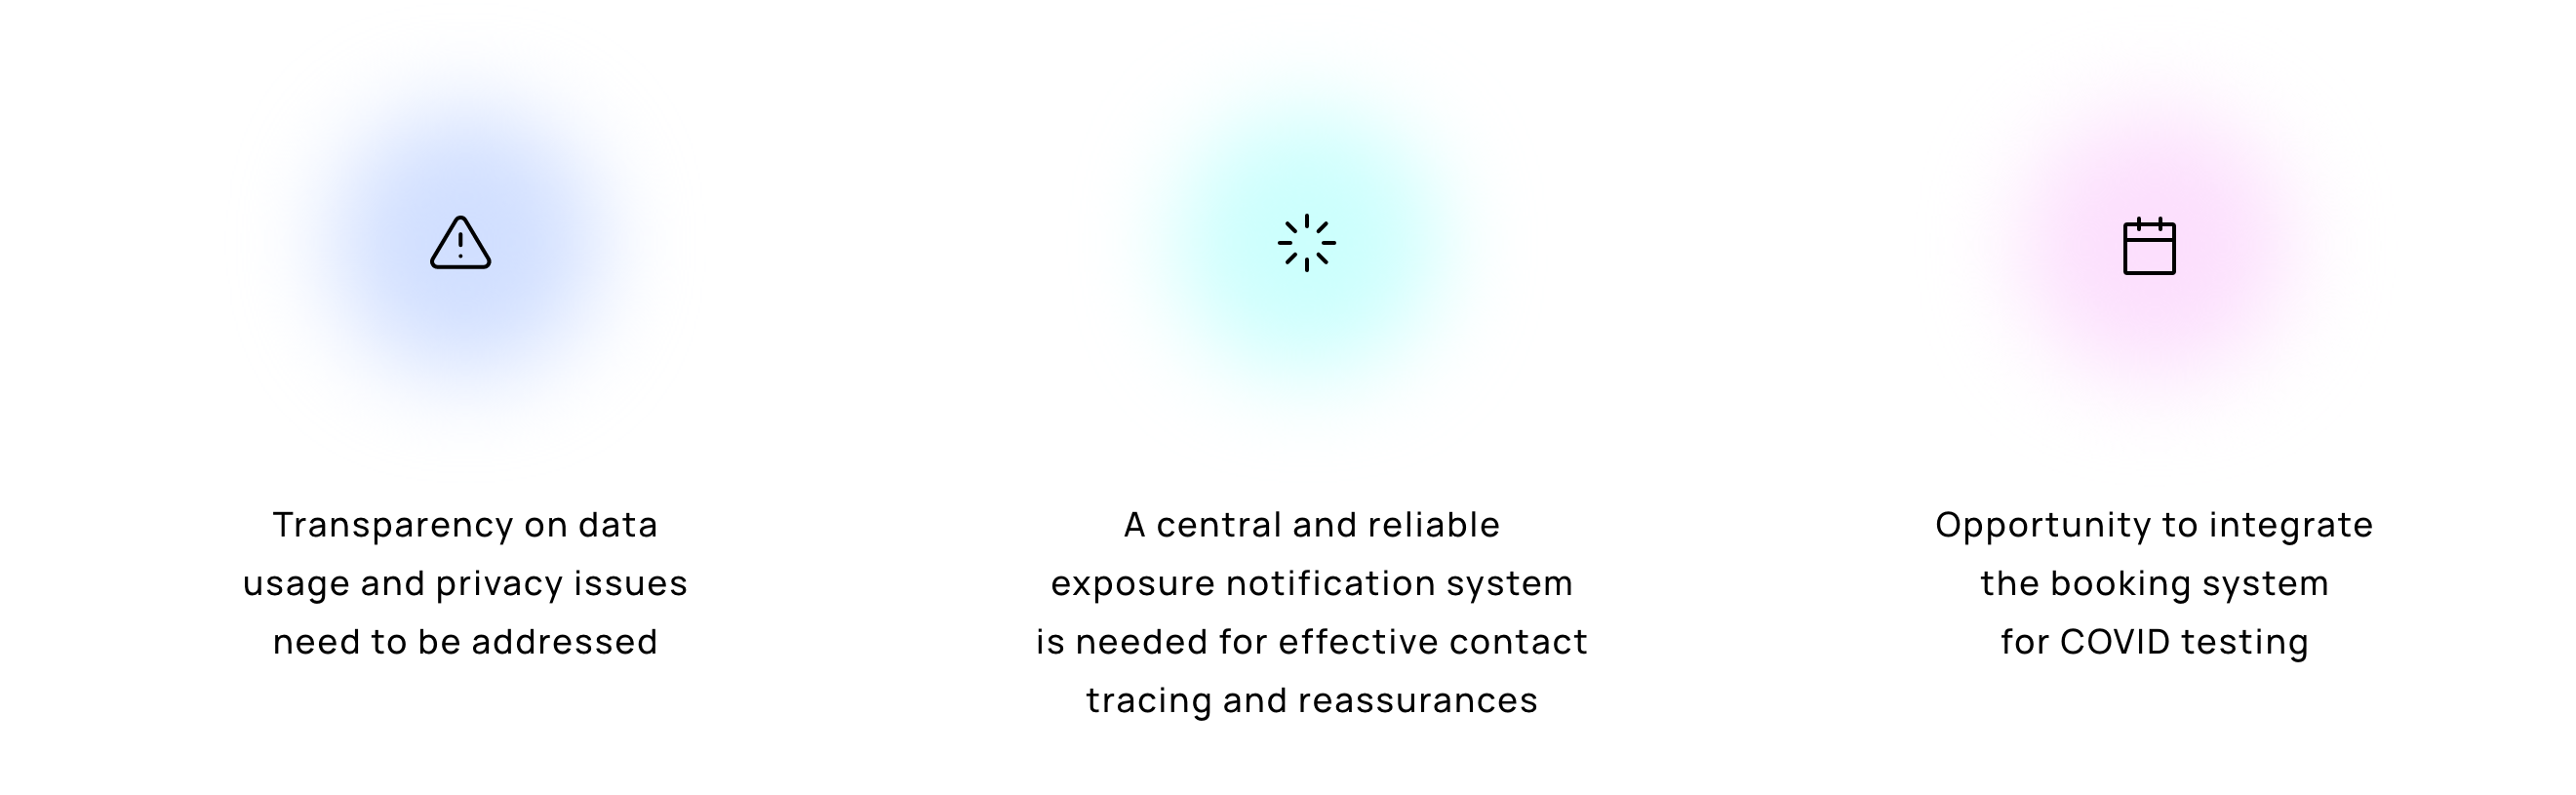 Transparency on data
usage and privacy issues
need to be addressed
A central and reliable
exposure notification system
is needed for effective contact
tracing and reassurances
Opportunity to integrate
the booking system
for COVID testing